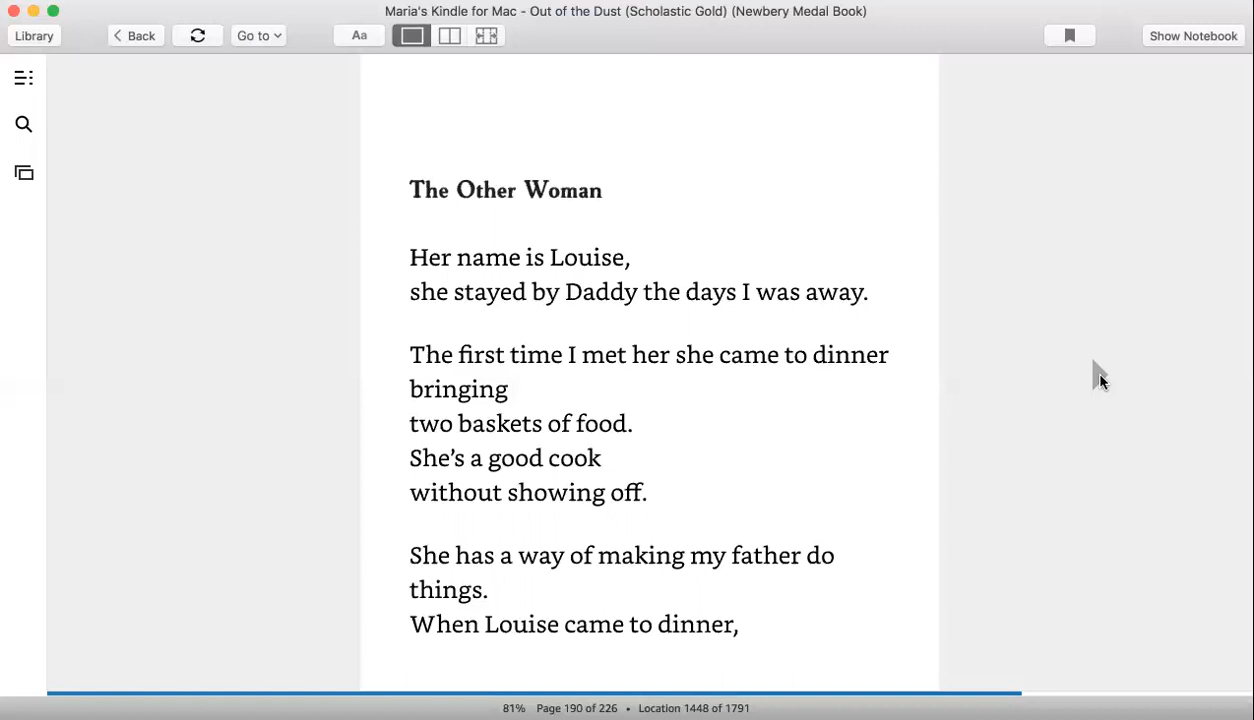 Maria's Kindle for Mac - Out of the Dust (Scholastic Gold) (Newbery Medal Book)
Library
Back
Go to
Aa
Show Notebook
The Other Woman
Her name is Louise,
she stayed by Daddy the days I was away.
The first time I met her she came to dinner
bringing
two baskets of food.
She’s a good cook
without showing off.
She has a way of making my father do
things.
When Louise came to dinner,
81% Page 190 of 226 • Location 1448 of 1791